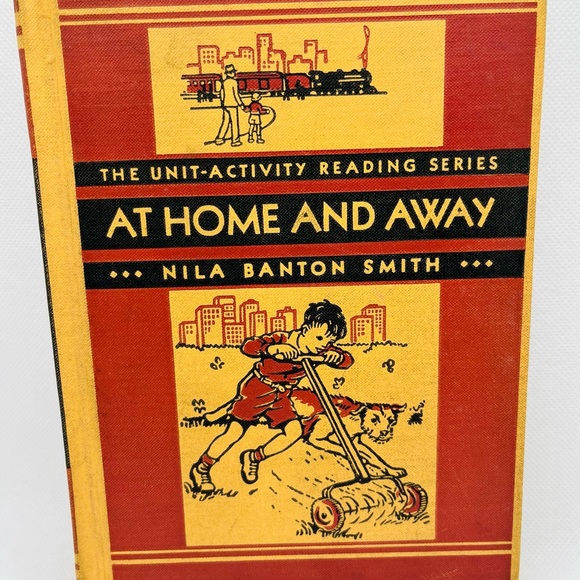 THE UNIT-ACTIVITY READING SERIES
AT HOME AND AWAY
••• NILA BANTON SMITH •••